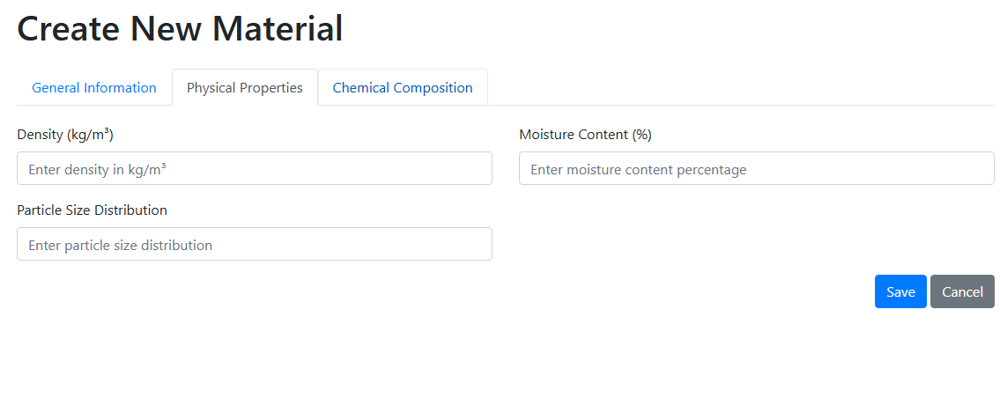 Create New Material
General Information Physical Properties Chemical Composition
Density (kg/m³) Moisture Content (%)
Enter density in kg/m³ Enter moisture content percentage
Particle Size Distribution
Enter particle size distribution
Save Cancel